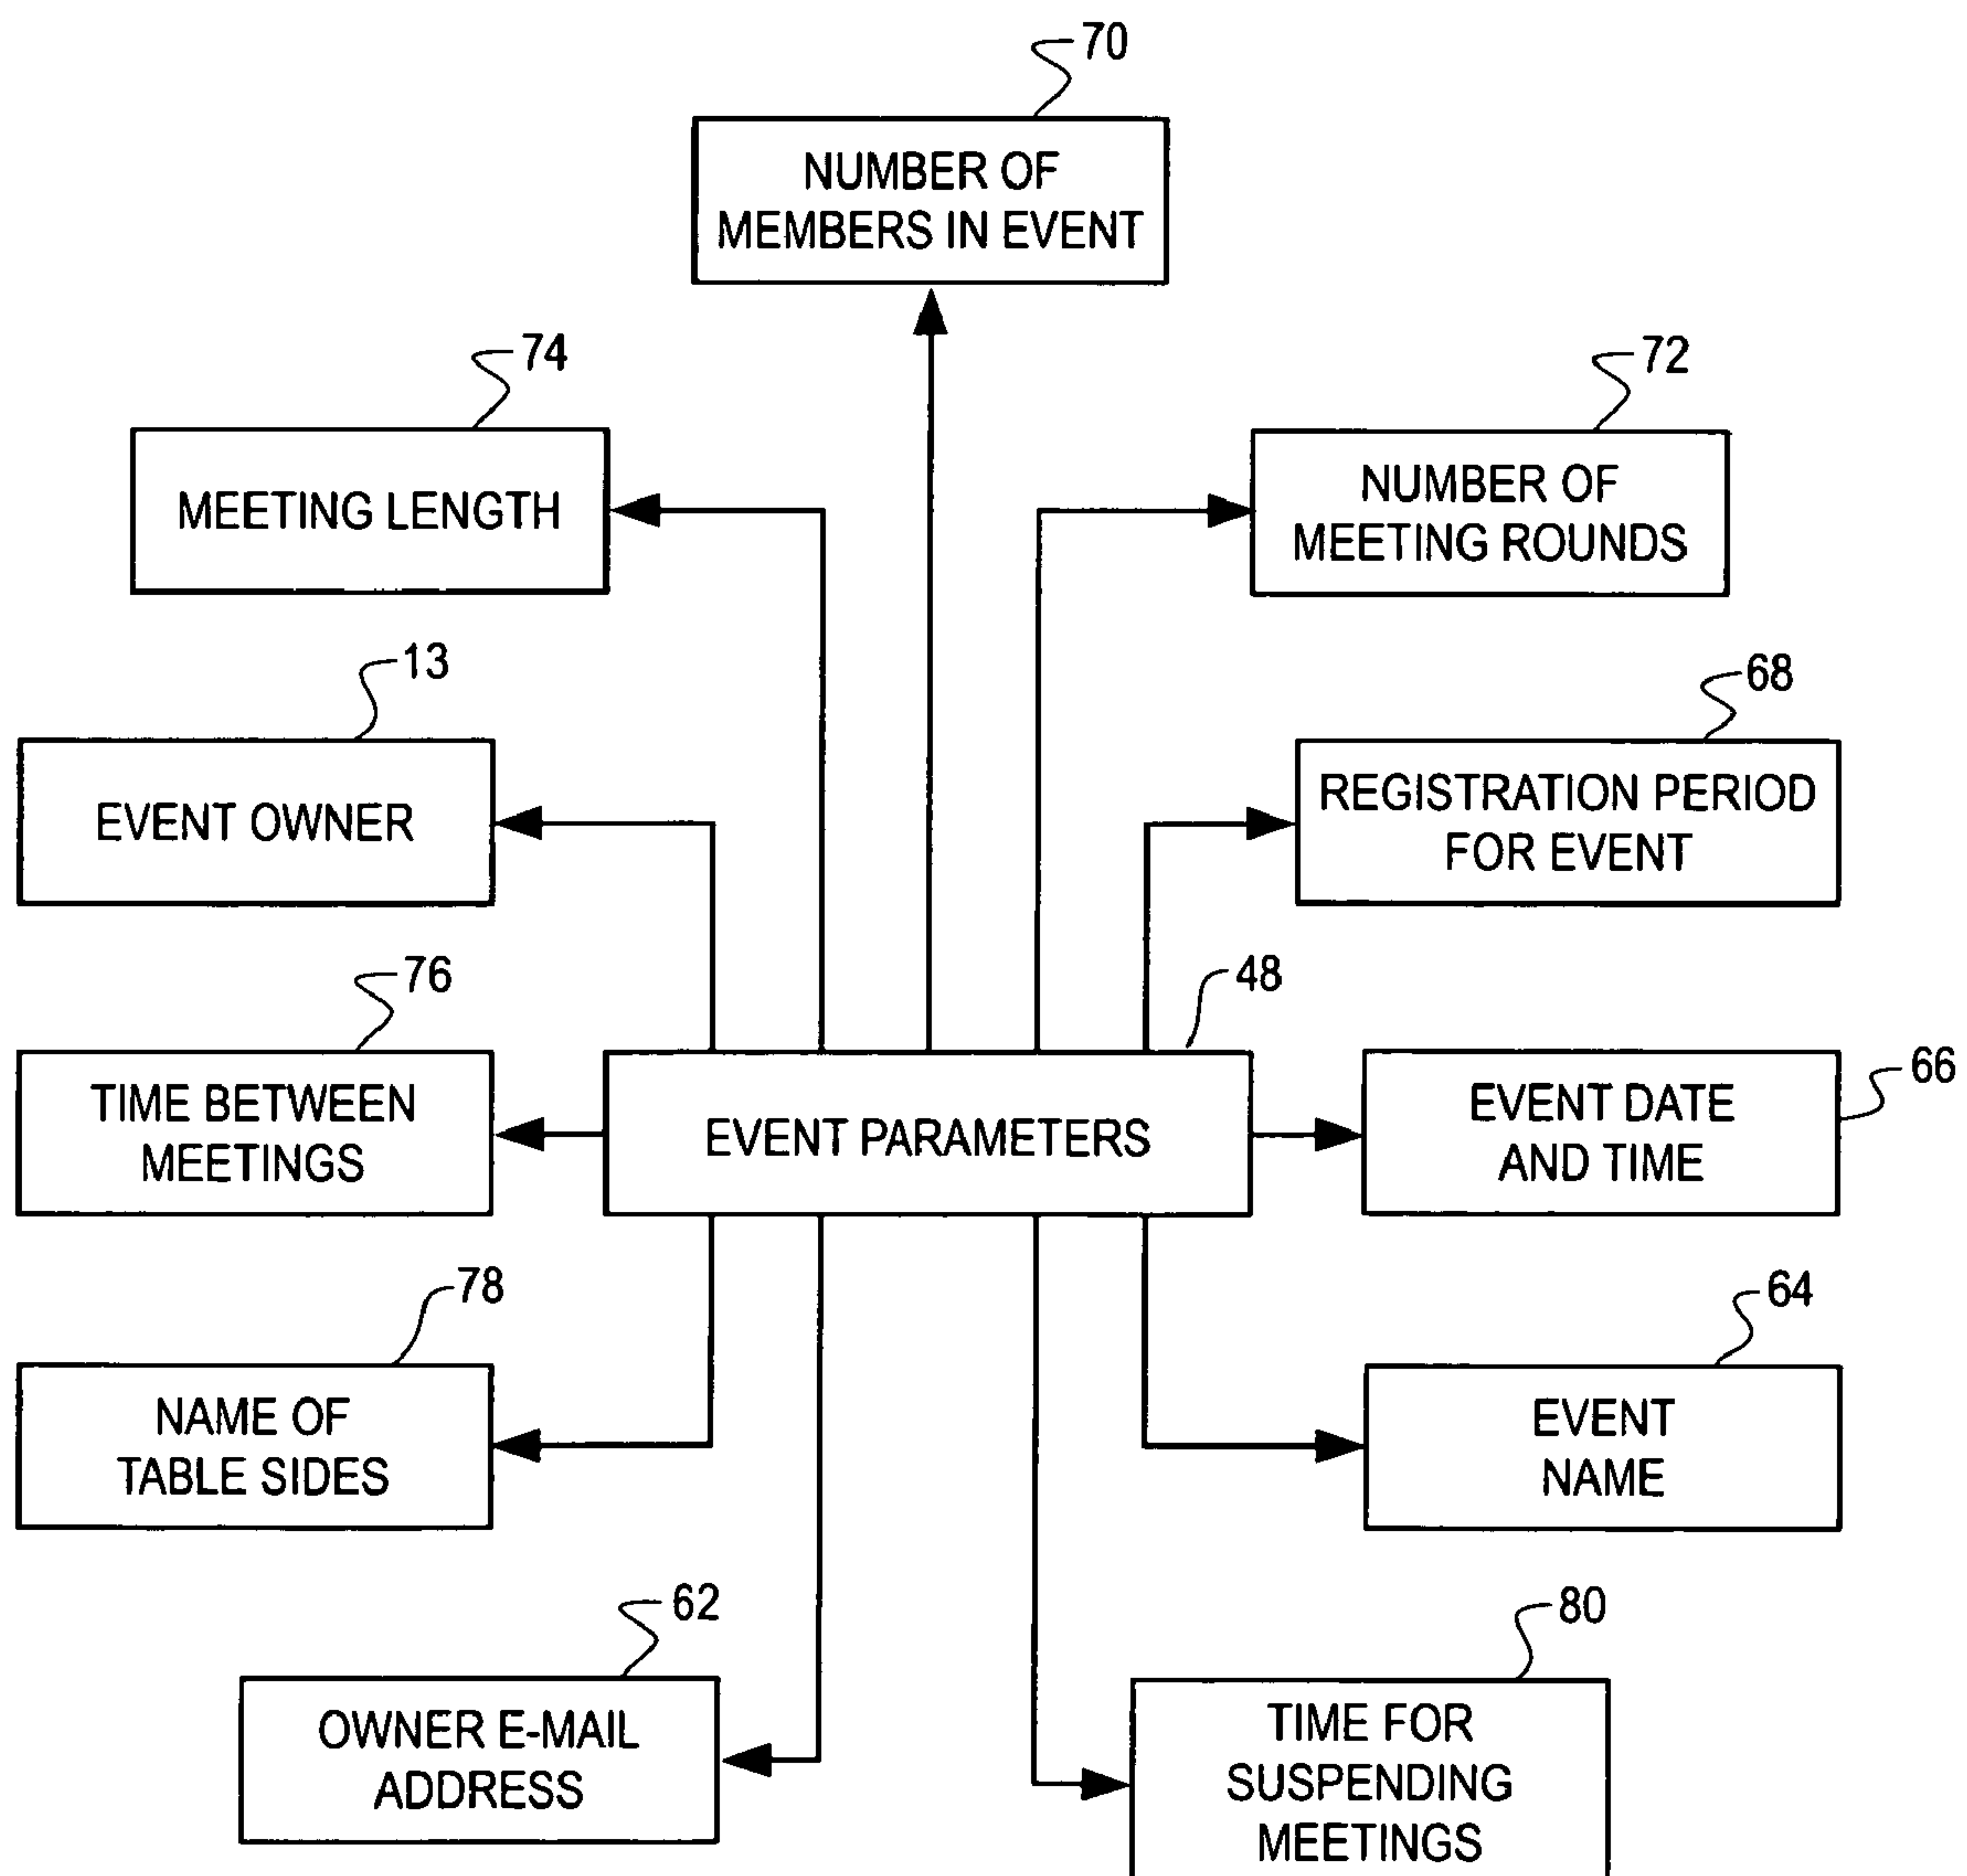 70
NUMBER OF
MEMBERS IN EVENT
74
MEETING LENGTH
72
NUMBER OF
MEETING ROUNDS
13
EVENT OWNER
68
REGISTRATION PERIOD
FOR EVENT
76
TIME BETWEEN
MEETINGS
48
EVENT PARAMETERS
66
EVENT DATE
AND TIME
78
NAME OF
TABLE SIDES
64
EVENT
NAME
62
OWNER E-MAIL
ADDRESS
80
TIME FOR
SUSPENDING
MEETINGS